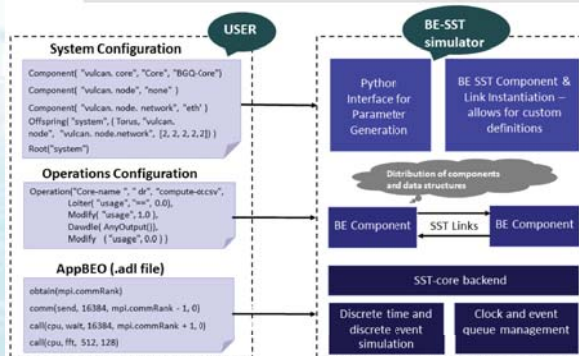 USER
BE-SST
simulator
System Configuration
Component( "vulcan. core", "Core", "BGQ-Core")
Component( "vulcan. node", "none" )
Component( "vulcan. node. network", "eth' )
Offspring( "system", ( Torus, "vulcan.
node", "vulcan. node.network", [2, 2, 2, 2, 2]) )
Root("system")
Operations Configuration
Operation("Core-name ", " dr", "compute-αcsv",
Loiter( "usage", "==", 0.0),
Modify( "usage", 1.0 ),
Dawdle( AnyOutput()),
Modify ( "usage", 0.0 ) )
AppBEO (.adl file)
obtain(mpi.commRank)
comm(send, 16384, mpi.commRank - 1, 0)
call(cpu, wait, 16384, mpi.commRank + 1, 0)
call(cpu, fft, 512, 128)
Python
Interface for
Parameter
Generation
BE SST Component &
Link Instantiation –
allows for custom
definitions
Distribution of components
and data structures
BE Component
SST Links
BE Component
SST-core backend
Discrete time and
discrete event
simulation
Clock and event
queue management